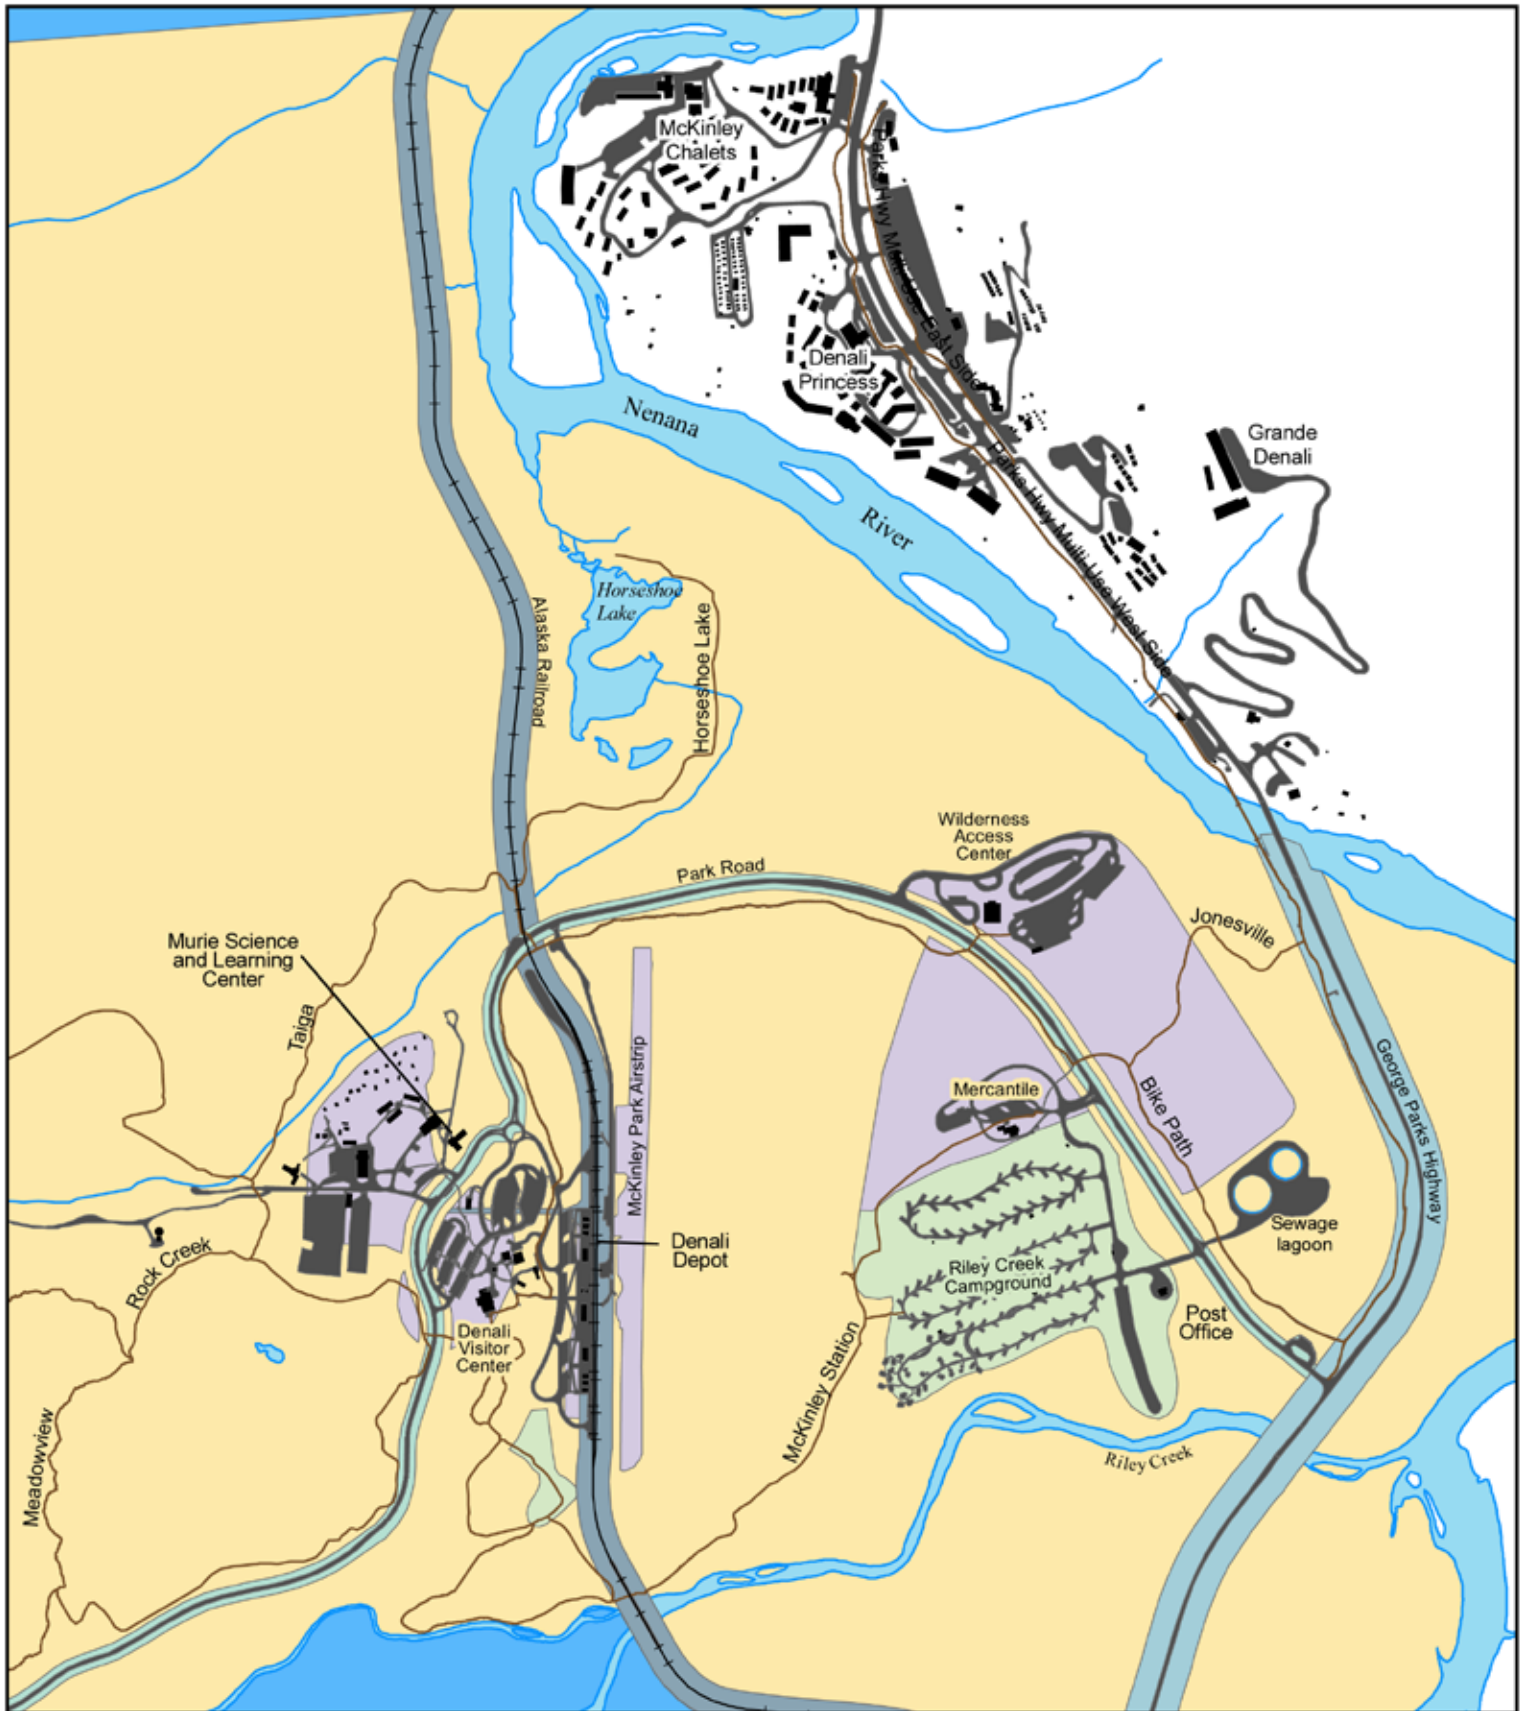 McKinley
Chalets
Parks Hwy Multi-Use East Side
Denali
Princess
Nenana
River
Grande
Denali
Parks Hwy Multi-Use West Side
Horseshoe
Lake
Horseshoe Lake
Alaska Railroad
Wilderness
Access
Center
Park Road
Jonesville
Murie Science
and Learning
Center
Taiga
McKinley Park Airstrip
Mercantile
Bike Path
George Parks Highway
Denali
Depot
Sewage
lagoon
Rock Creek
Riley Creek
Campground
Post
Office
Denali
Visitor
Center
McKinley Station
Meadowview
Riley Creek